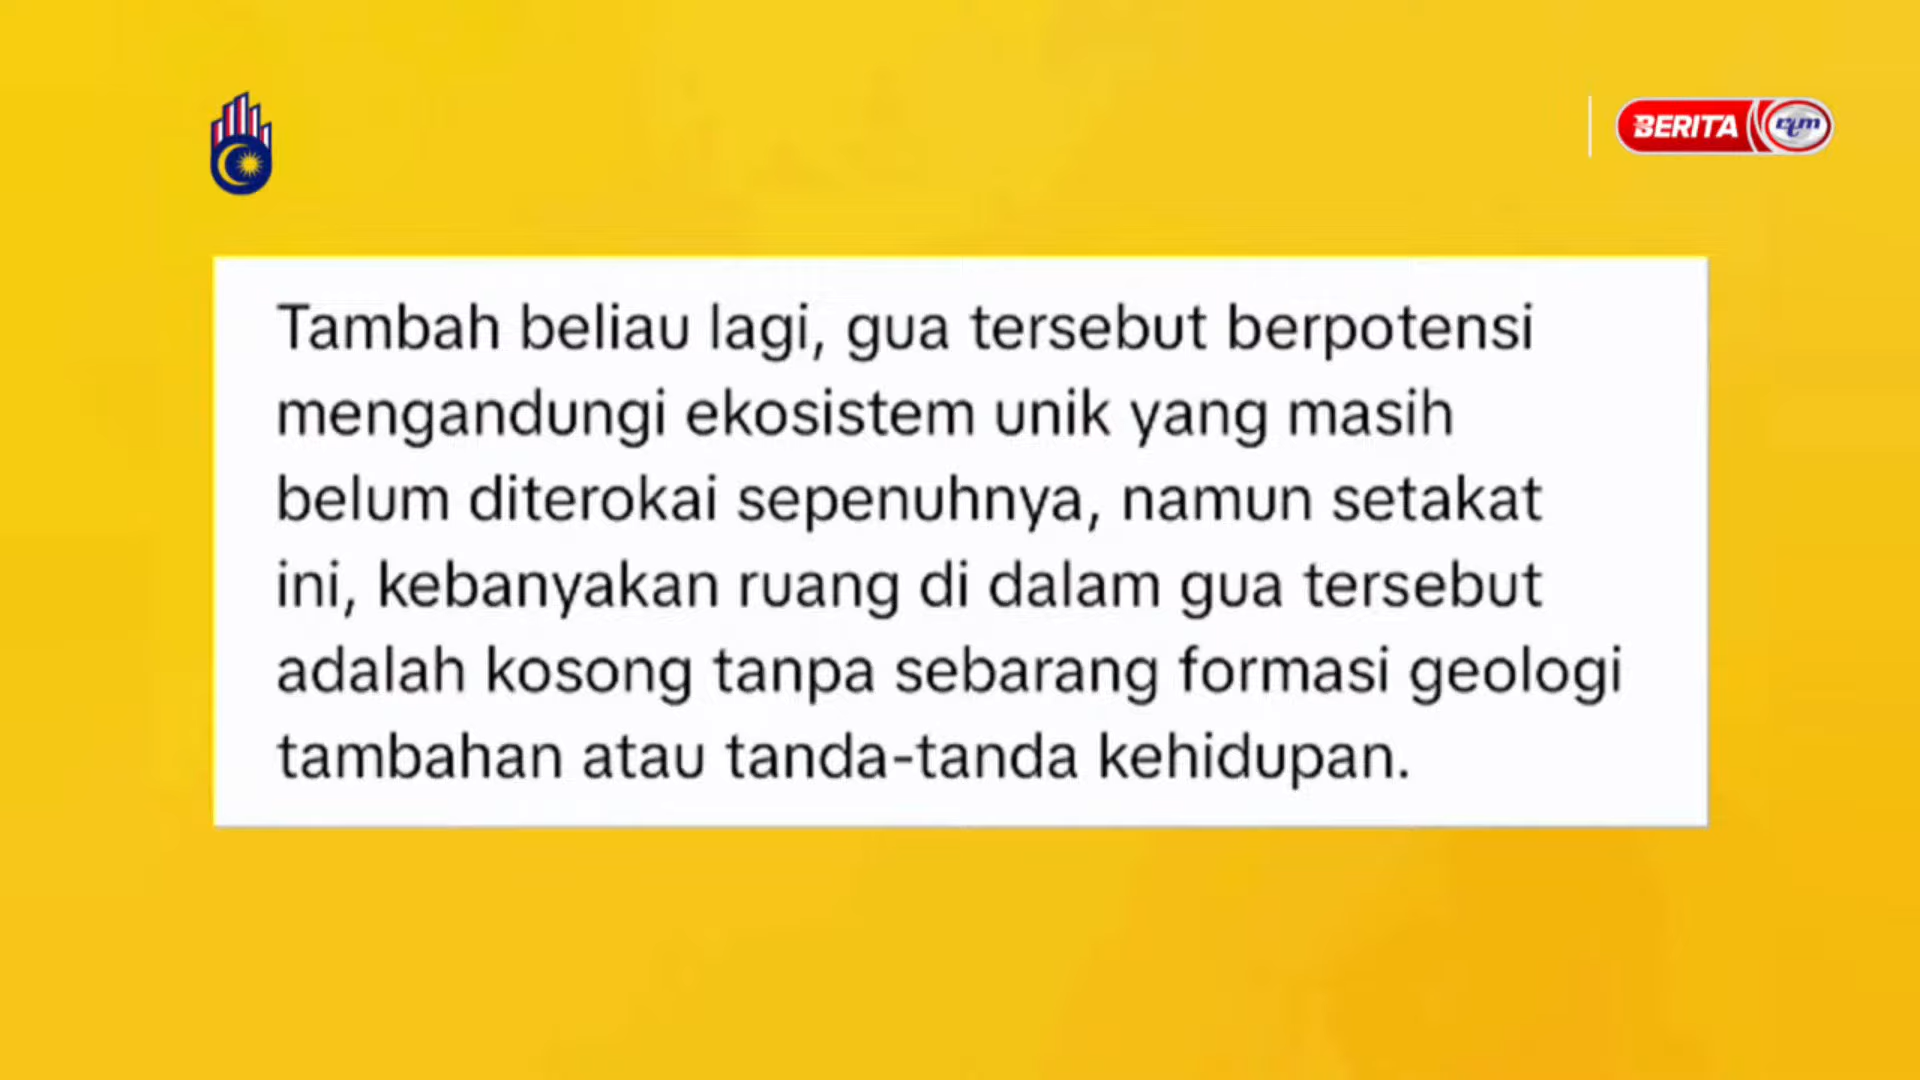 BERITA rtm
Tambah beliau lagi, gua tersebut berpotensi
mengandungi ekosistem unik yang masih
belum diterokai sepenuhnya, namun setakat
ini, kebanyakan ruang di dalam gua tersebut
adalah kosong tanpa sebarang formasi geologi
tambahan atau tanda-tanda kehidupan.